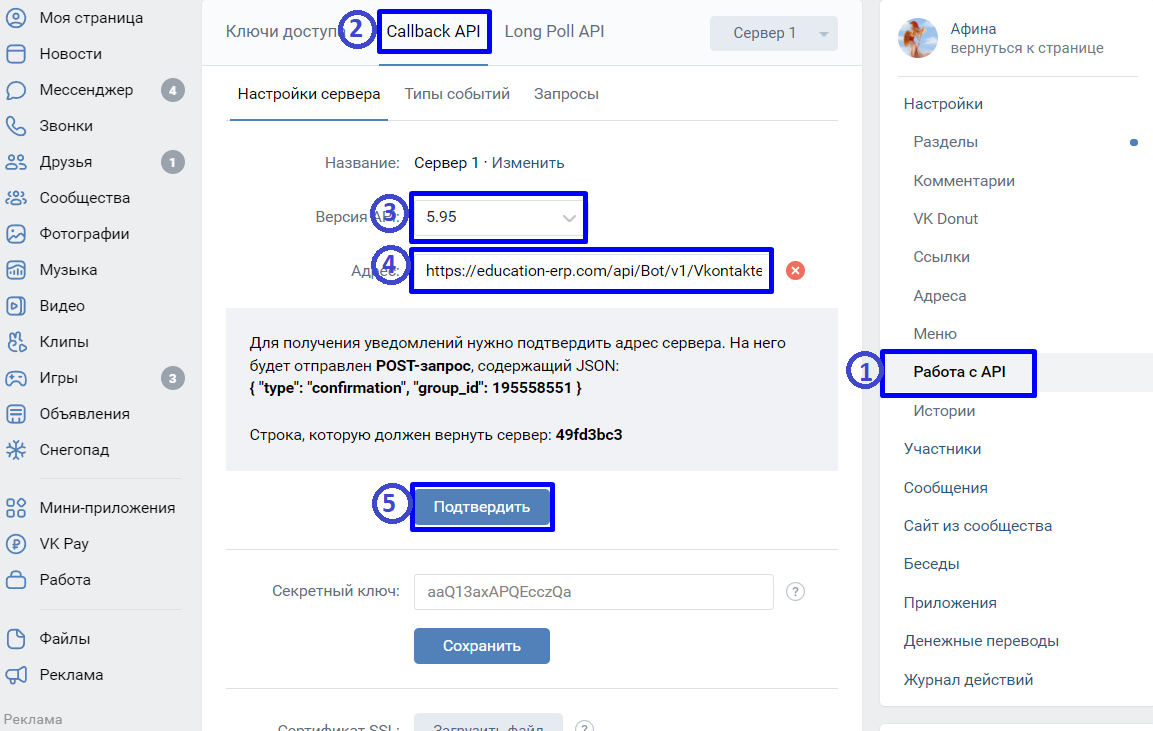 Моя страница
Новости
Мессенджер 4
Звонки
Друзья 1
Сообщества
Фотографии
Музыка
Видео
Клипы
Игры 3
Объявления
Снегопад
Мини-приложения
VK Pay
Работа
Файлы
Реклама
Реклама
Ключи доступа 2 Callback API Long Poll API Сервер 1
Настройки сервера Типы событий Запросы
Название: Сервер 1 · Изменить
Версия API: 3 5.95
Адрес: 4 https://education-erp.com/api/Bot/v1/Vkontakte
Для получения уведомлений нужно подтвердить адрес сервера. На него
будет отправлен POST-запрос, содержащий JSON:
{ "type": "confirmation", "group_id": 195558551 }
Строка, которую должен вернуть сервер: 49fd3bc3
5 Подтвердить
Секретный ключ: aaQ13axAPQEcczQa ?
Сохранить
Сертификат SSL: Загрузить файл ?
Афина
вернуться к странице
Настройки
Разделы
Комментарии
VK Donut
Ссылки
Адреса
Меню
1 Работа с API
Истории
Участники
Сообщения
Сайт из сообщества
Беседы
Приложения
Денежные переводы
Журнал действий